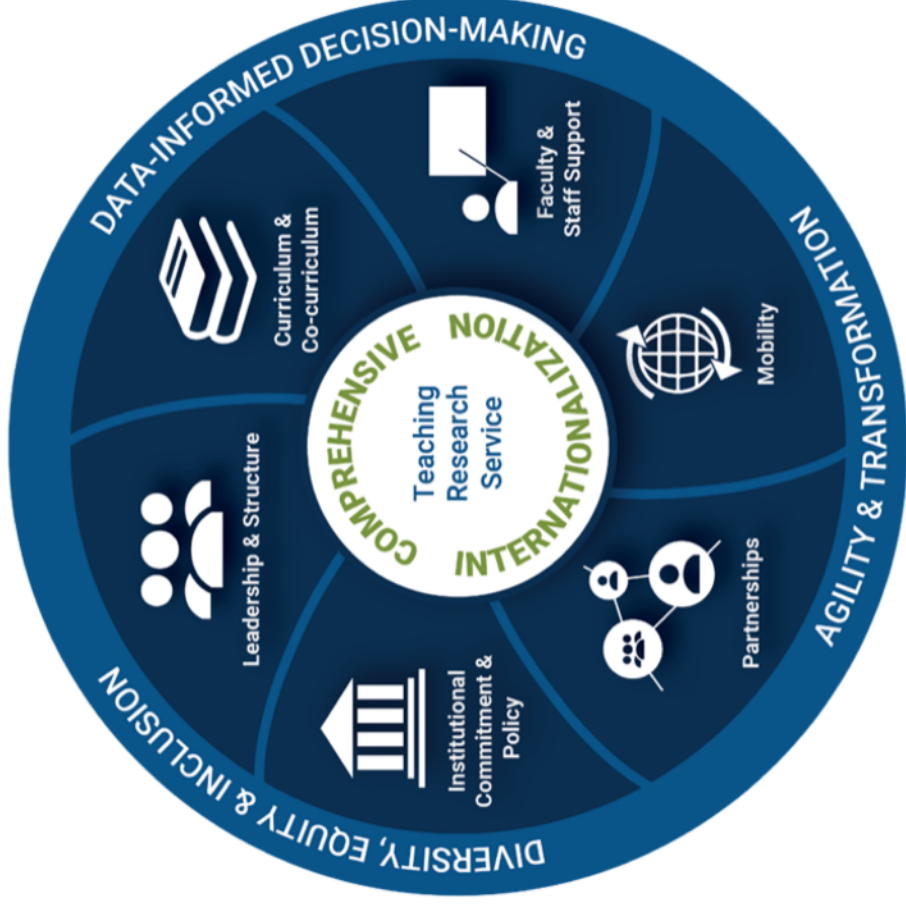 DIVERSITY, EQUITY & INCLUSION
DATA-INFORMED DECISION-MAKING
AGILITY & TRANSFORMATION
Institutional
Commitment &
Policy
Leadership & Structure
Curriculum &
Co-curriculum
Faculty &
Staff Support
Mobility
Partnerships
COMPREHENSIVE
INTERNATIONALIZATION
Teaching
Research
Service